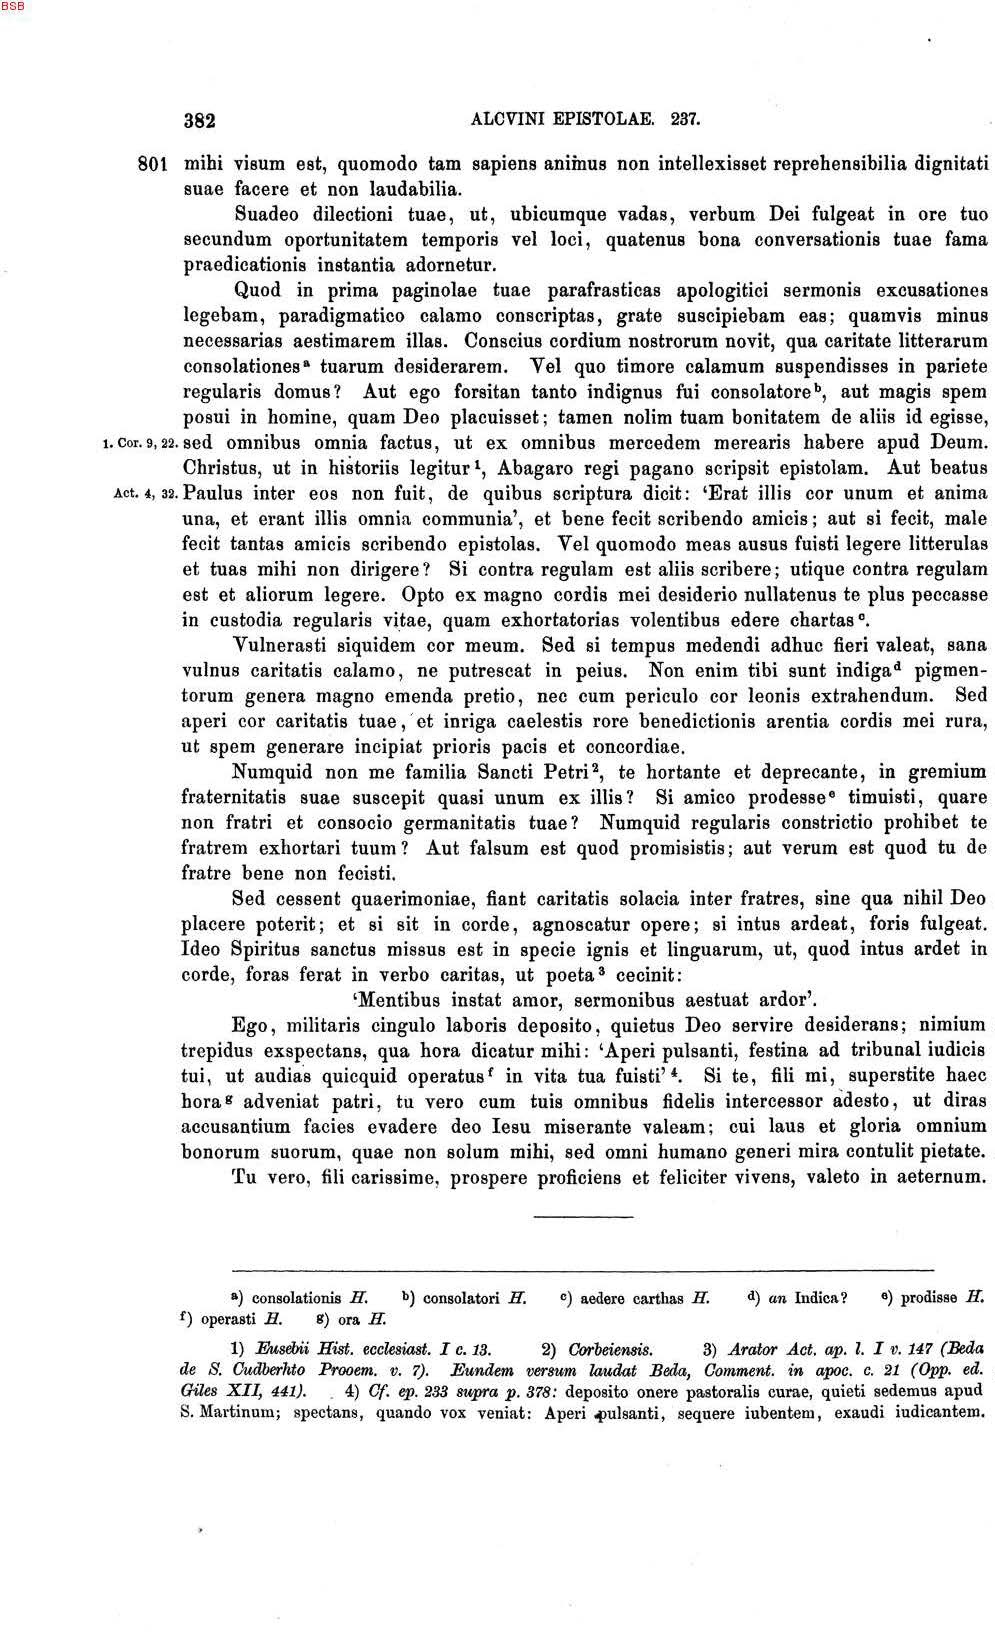 BSB
382 ALCVINI EPISTOLAE. 237.
801 mihi visum est, quomodo tam sapiens animus non intellexisset reprehensibilia dignitati
suae facere et non laudabilia.
Suadeo dilectioni tuae, ut, ubicumque vadas, verbum Dei fulgeat in ore tuo
secundum oportunitatem temporis vel loci, quatenus bona conversationis tuae fama
praedicationis instantia adornetur.
Quod in prima paginolae tuae parafrasticas apologitici sermonis excusationes
legebam, paradigmatico calamo conscriptas, grate suscipiebam eas; quamvis minus
necessarias aestimarem illas. Conscius cordium nostrorum novit, qua caritate litterarum
consolationes a tuarum desiderarem. Vel quo timore calamum suspendisses in pariete
regularis domus? Aut ego forsitan tanto indignus fui consolatore b, aut magis spem
posui in homine, quam Deo placuisset; tamen nolim tuam bonitatem de aliis id egisse,
1. Cor. 9, 22. sed omnibus omnia factus, ut ex omnibus mercedem merearis habere apud Deum.
Christus, ut in historiis legitur 1, Abagaro regi pagano scripsit epistolam. Aut beatus
Act. 4, 32. Paulus inter eos non fuit, de quibus scriptura dicit: ‘Erat illis cor unum et anima
una, et erant illis omnia communia’, et bene fecit scribendo amicis; aut si fecit, male
fecit tantas amicis scribendo epistolas. Vel quomodo meas ausus fuisti legere litterulas
et tuas mihi non dirigere? Si contra regulam est aliis scribere; utique contra regulam
est et aliorum legere. Opto ex magno cordis mei desiderio nullatenus te plus peccasse
in custodia regularis vitae, quam exhortatorias volentibus edere chartas c.
Vulnerasti siquidem cor meum. Sed si tempus medendi adhuc fieri valeat, sana
vulnus caritatis calamo, ne putrescat in peius. Non enim tibi sunt indiga d pigmen-
torum genera magno emenda pretio, nec cum periculo cor leonis extrahendum. Sed
aperi cor caritatis tuae, et inriga caelestis rore benedictionis arentia cordis mei rura,
ut spem generare incipiat prioris pacis et concordiae.
Numquid non me familia Sancti Petri 2, te hortante et deprecante, in gremium
fraternitatis suae suscepit quasi unum ex illis? Si amico prodesse e timuisti, quare
non fratri et consocio germanitatis tuae? Numquid regularis constrictio prohibet te
fratrem exhortari tuum? Aut falsum est quod promisistis; aut verum est quod tu de
fratre bene non fecisti.
Sed cessent quaerimoniae, fiant caritatis solacia inter fratres, sine qua nihil Deo
placere poterit; et si sit in corde, agnoscatur opere; si intus ardeat, foris fulgeat.
Ideo Spiritus sanctus missus est in specie ignis et linguarum, ut, quod intus ardet in
corde, foras ferat in verbo caritas, ut poeta 3 cecinit:
‘Mentibus instat amor, sermonibus aestuat ardor’.
Ego, militaris cingulo laboris deposito, quietus Deo servire desiderans; nimium
trepidus exspectans, qua hora dicatur mihi: ‘Aperi pulsanti, festina ad tribunal iudicis
tui, ut audias quicquid operatus f in vita tua fuisti’ 4. Si te, fili mi, superstite haec
hora g adveniat patri, tu vero cum tuis omnibus fidelis intercessor adesto, ut diras
accusantium facies evadere deo Iesu miserante valeam; cui laus et gloria omnium
bonorum suorum, quae non solum mihi, sed omni humano generi mira contulit pietate.
Tu vero, fili carissime, prospere proficiens et feliciter vivens, valeto in aeternum.
a) consolationis H. b) consolatori H. c) aedere carthas H. d) an Indica? e) prodisse H.
f) operasti H. g) ora H.
1) Eusebii Hist. ecclesiast. I c. 13. 2) Corbeiensis. 3) Arator Act. ap. l. I v. 147 (Beda
de S. Cudberhto Prooem. v. 7). Eundem versum laudat Beda, Comment. in apoc. c. 21 (Opp. ed.
Giles XII, 441). 4) Cf. ep. 233 supra p. 378: deposito onere pastoralis curae, quieti sedemus apud
S. Martinum; spectans, quando vox veniat: Aperi pulsanti, sequere iubentem, exaudi iudicantem.